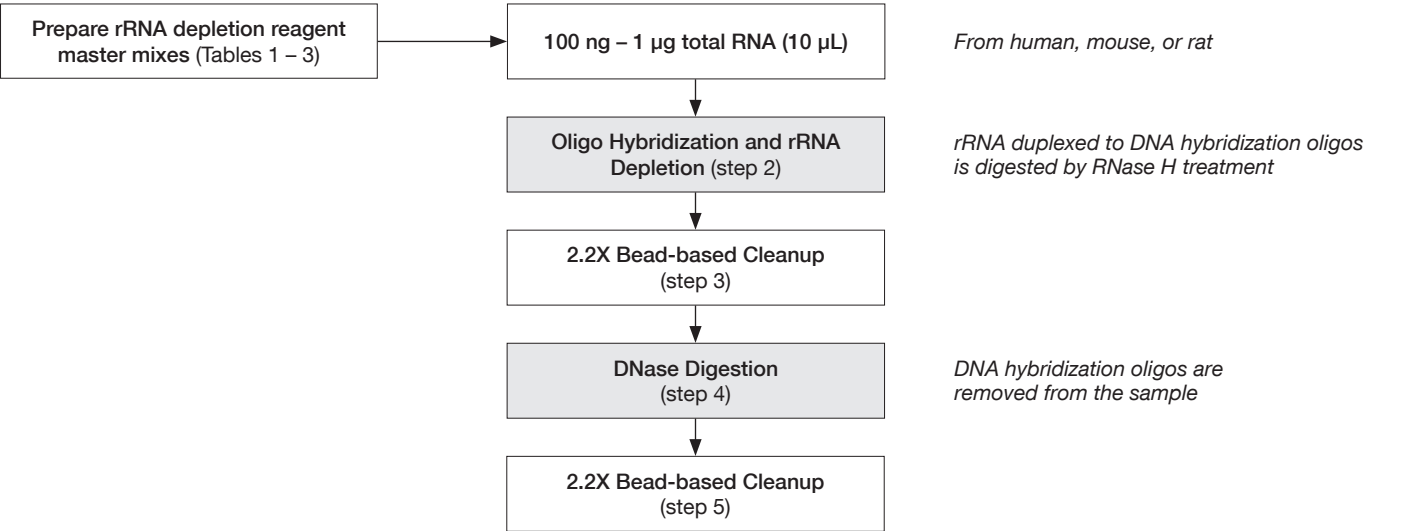 Prepare rRNA depletion reagent
master mixes (Tables 1 – 3)
100 ng – 1 µg total RNA (10 µL)
From human, mouse, or rat
Oligo Hybridization and rRNA
Depletion (step 2)
rRNA duplexed to DNA hybridization oligos
is digested by RNase H treatment
2.2X Bead-based Cleanup
(step 3)
DNase Digestion
(step 4)
DNA hybridization oligos are
removed from the sample
2.2X Bead-based Cleanup
(step 5)